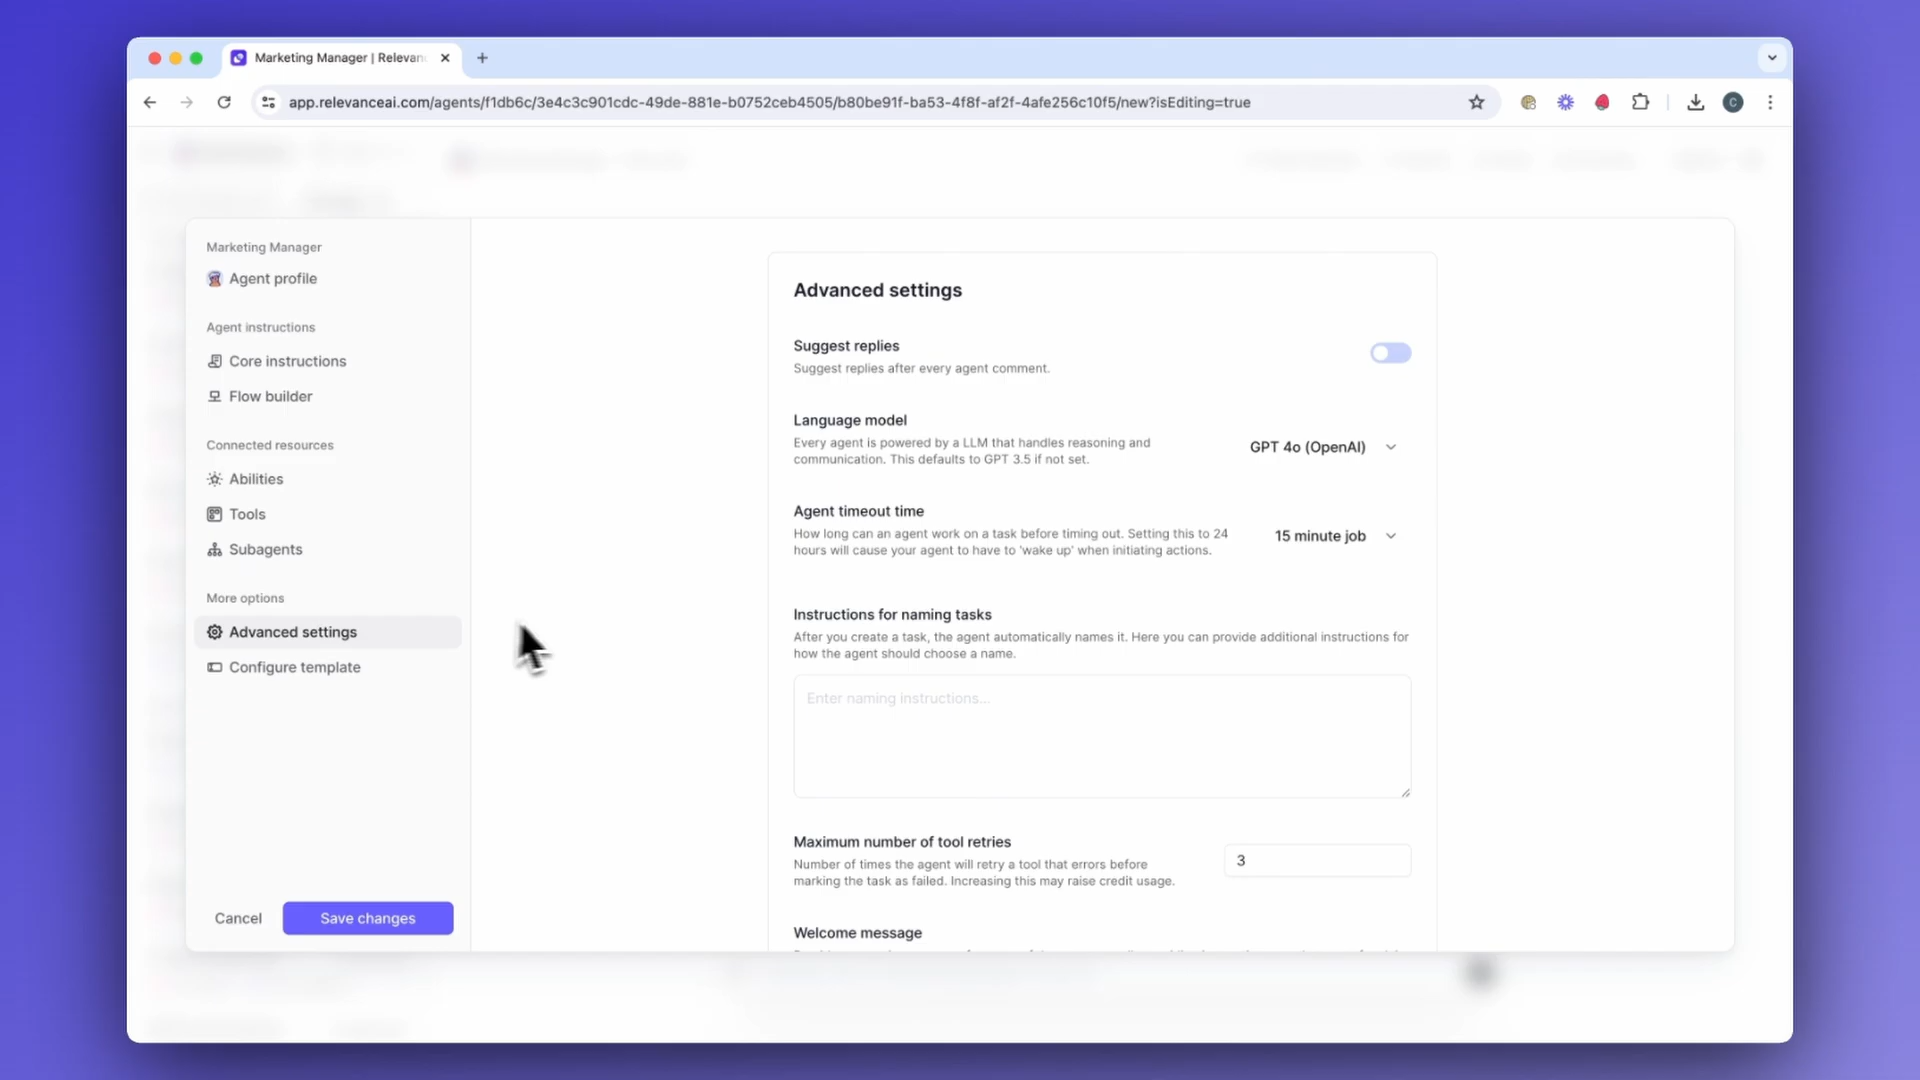 Marketing Manager | Relevan
app.relevanceai.com/agents/f1db6c/3e4c3c901cdc-49de-881e-b0752ceb4505/b80be91f-ba53-4f8f-af2f-4afe256c10f5/new?isEditing=true
C
Marketing Manager
Agent profile
Agent instructions
Core instructions
Flow builder
Connected resources
Abilities
Tools
Subagents
More options
Advanced settings
Configure template
Cancel
Save changes
Advanced settings
Suggest replies
Suggest replies after every agent comment.
Language model
Every agent is powered by a LLM that handles reasoning and
communication. This defaults to GPT 3.5 if not set.
GPT 4o (OpenAI)
Agent timeout time
How long can an agent work on a task before timing out. Setting this to 24
hours will cause your agent to have to 'wake up' when initiating actions.
15 minute job
Instructions for naming tasks
After you create a task, the agent automatically names it. Here you can provide additional instructions for
how the agent should choose a name.
Enter naming instructions...
Maximum number of tool retries
Number of times the agent will retry a tool that errors before
marking the task as failed. Increasing this may raise credit usage.
3
Welcome message